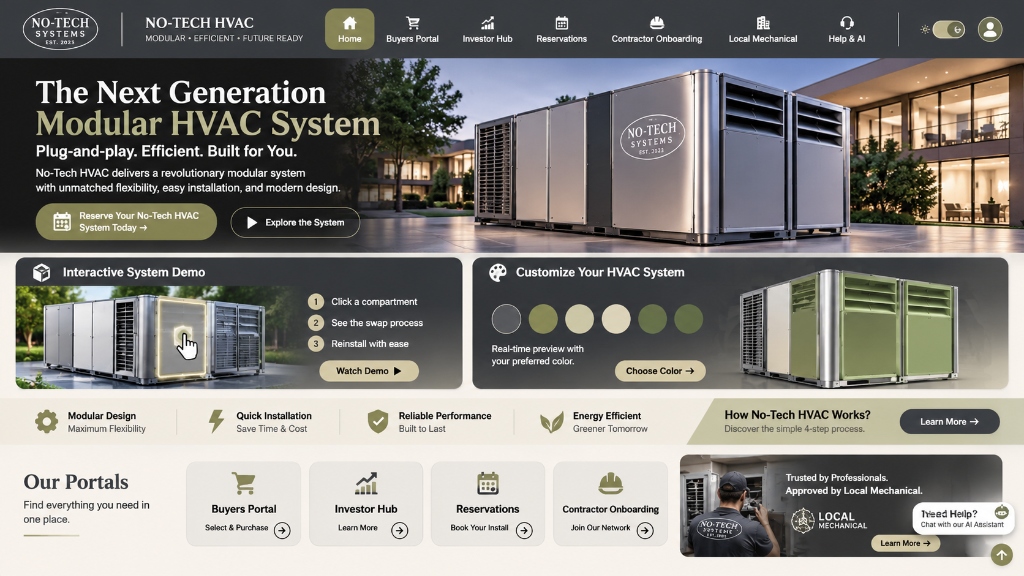 NO-TECH
SYSTEMS
EST. 2023
NO-TECH HVAC
MODULAR • EFFICIENT • FUTURE READY
Home
Buyers Portal
Investor Hub
Reservations
Contractor Onboarding
Local Mechanical
Help & AI
The Next Generation
Modular HVAC System
Plug-and-play. Efficient. Built for You.
No-Tech HVAC delivers a revolutionary modular system
with unmatched flexibility, easy installation, and modern design.
Reserve Your No-Tech HVAC
System Today →
Explore the System
NO-TECH
SYSTEMS
EST. 2023
Interactive System Demo
1 Click a compartment
2 See the swap process
3 Reinstall with ease
Watch Demo
Customize Your HVAC System
Real-time preview with
your preferred color.
Choose Color →
Modular Design
Maximum Flexibility
Quick Installation
Save Time & Cost
Reliable Performance
Built to Last
Energy Efficient
Greener Tomorrow
How No-Tech HVAC Works?
Discover the simple 4-step process.
Learn More →
Our Portals
Find everything you need in
one place.
Buyers Portal
Select & Purchase
Investor Hub
Learn More
Reservations
Book Your Install
Contractor Onboarding
Join Our Network
NO-TECH
SYSTEMS
Trusted by Professionals.
Approved by Local Mechanical.
LOCAL
MECHANICAL
Learn More →
Need Help?
Chat with our AI Assistant